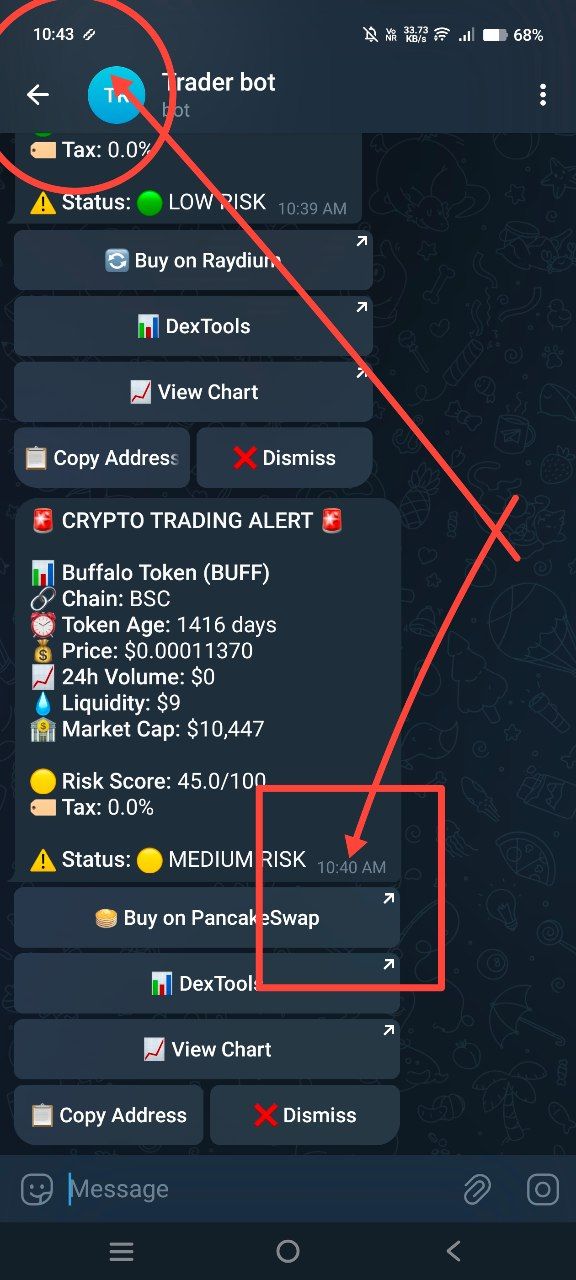 10:43
Vo NR 33.73 KB/s 68%
TR Trader bot
bot
Tax: 0.0%
Status: LOW RISK 10:39 AM
Buy on Raydium
DexTools
View Chart
Copy Address Dismiss
CRYPTO TRADING ALERT
Buffalo Token (BUFF)
Chain: BSC
Token Age: 1416 days
Price: $0.00011370
24h Volume: $0
Liquidity: $9
Market Cap: $10,447
Risk Score: 45.0/100
Tax: 0.0%
Status: MEDIUM RISK 10:40 AM
Buy on PancakeSwap
DexTools
View Chart
Copy Address Dismiss
Message